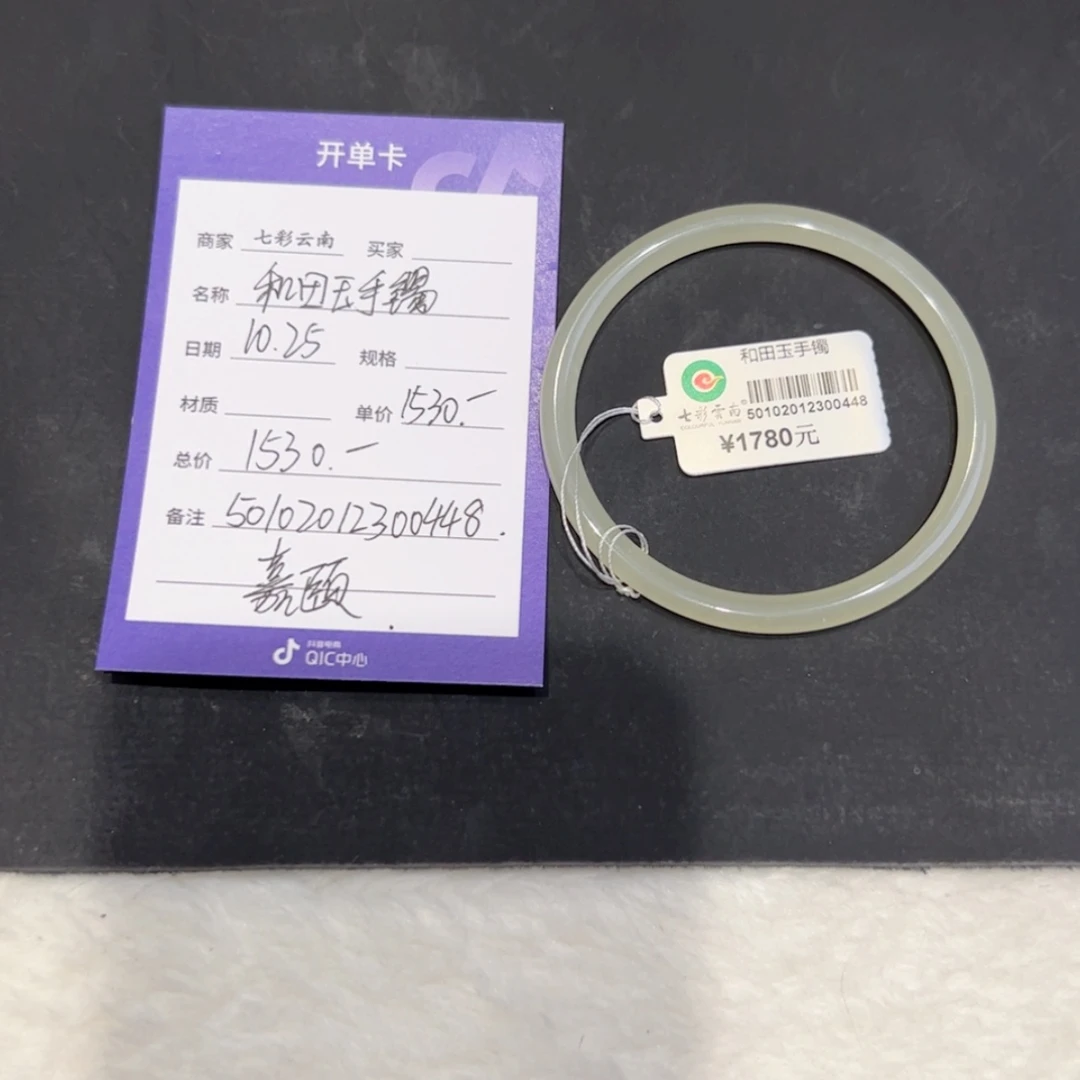 开单卡
商家 七彩云南 买家
名称 和田玉手镯
日期 10.25 规格
材质 单价 1530.-
总价 1530.-
备注 50102012300448.
嘉颐
抖音电商
QIC中心
和田玉手镯
七彩雲南®
50102012300448
¥1780元